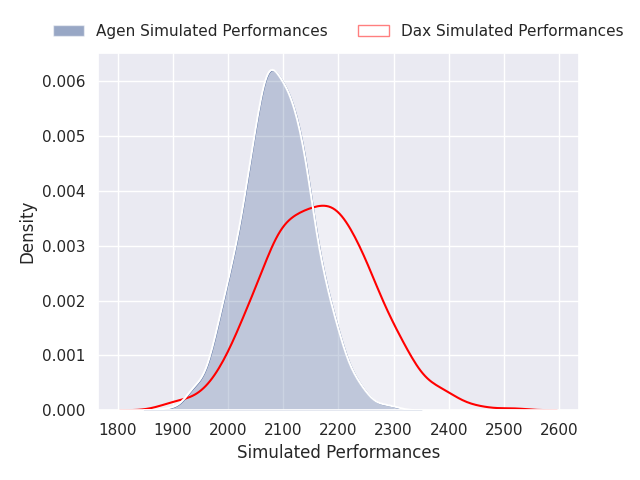 Agen Simulated Performances Dax Simulated Performances
0.006
0.005
0.004
0.003
0.002
0.001
0.000
Density
1800 1900 2000 2100 2200 2300 2400 2500 2600
Simulated Performances